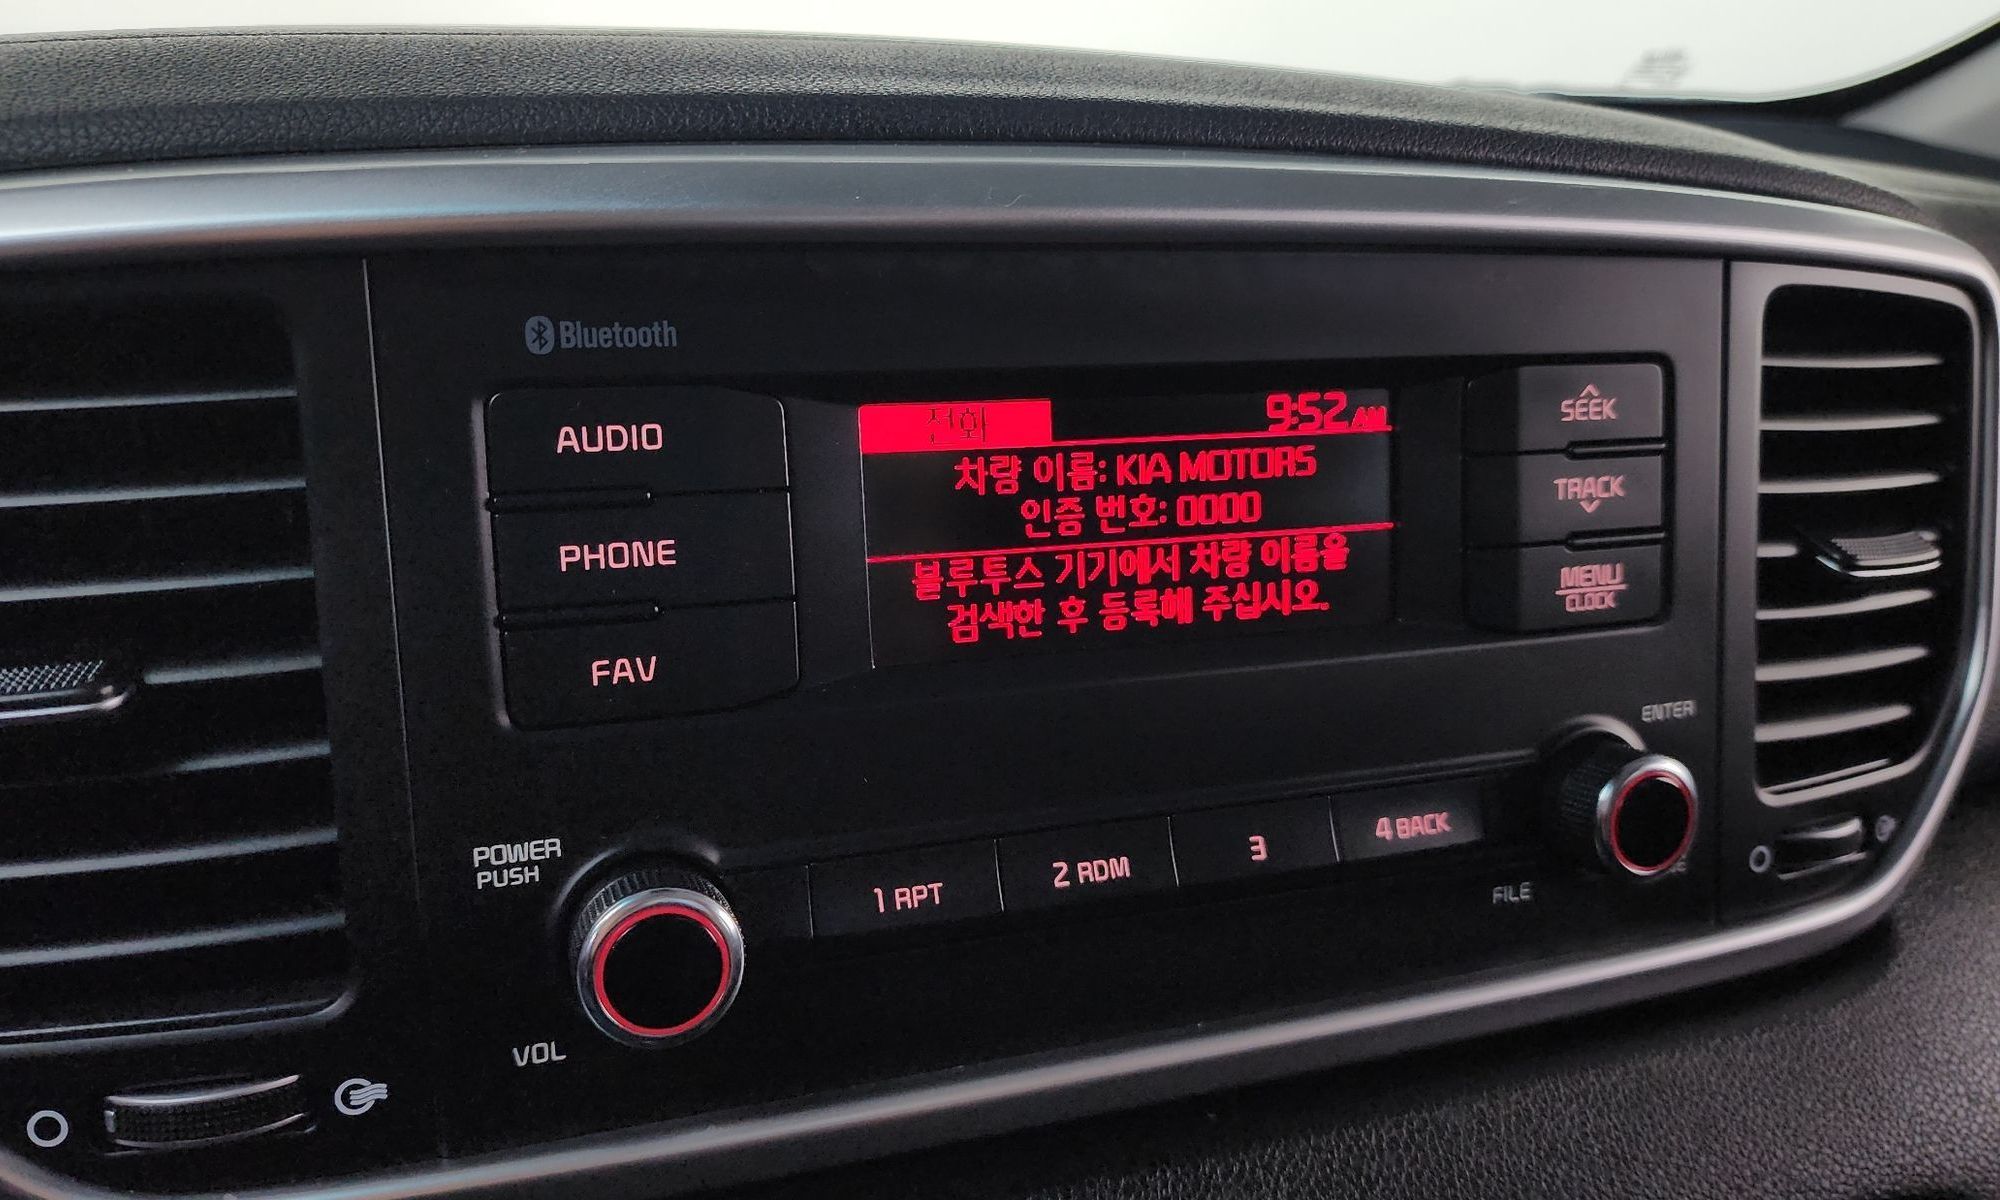 Bluetooth
AUDIO
PHONE
FAV
전화 9:52 AM
차량 이름: KIA MOTORS
인증 번호: 0000
블루투스 기기에서 차량 이름을
검색한 후 등록해 주십시오.
SEEK
TRACK
MENU
CLOCK
POWER
PUSH
VOL
1 RPT
2 RDM
3
4 BACK
ENTER
FILE